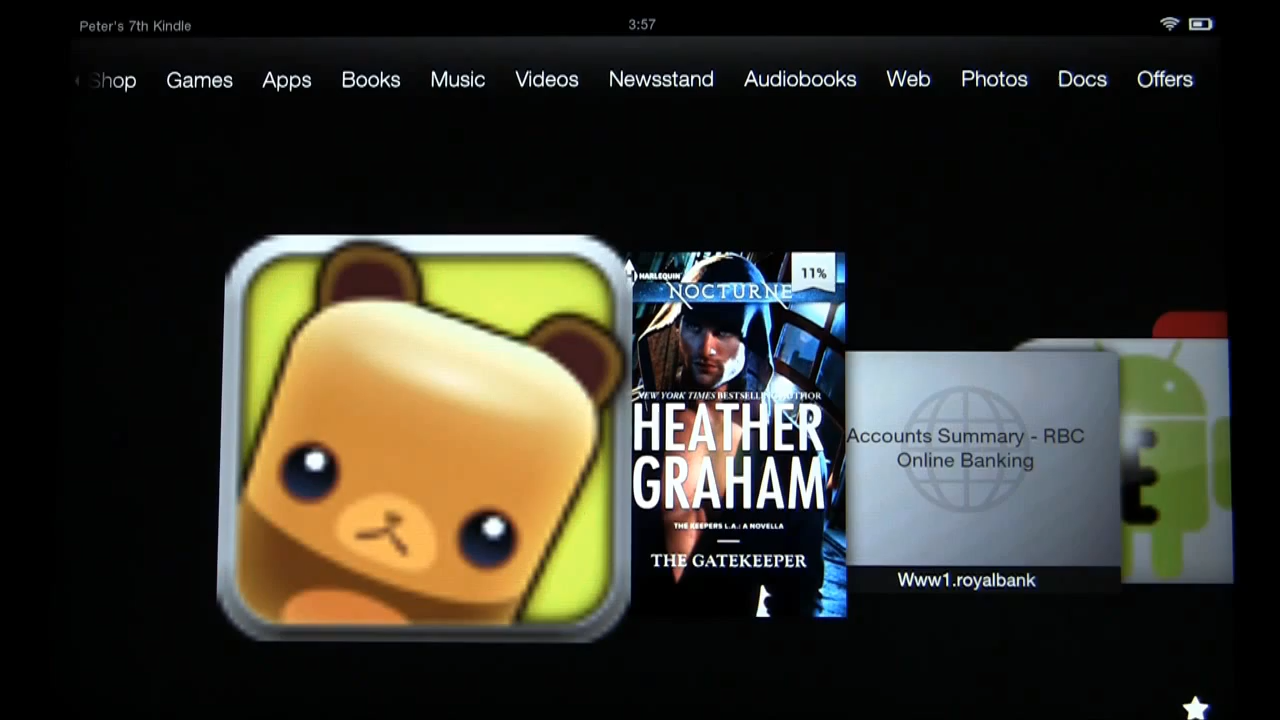 Peter's 7th Kindle
3:57
Shop Games Apps Books Music Videos Newsstand Audiobooks Web Photos Docs Offers
HARLEQUIN
11%
NOCTURNE
NEW YORK TIMES BESTSELLING AUTHOR
HEATHER
GRAHAM
THE KEEPERS L.A.: A NOVELLA
THE GATEKEEPER
Accounts Summary - RBC
Online Banking
Www1.royalbank